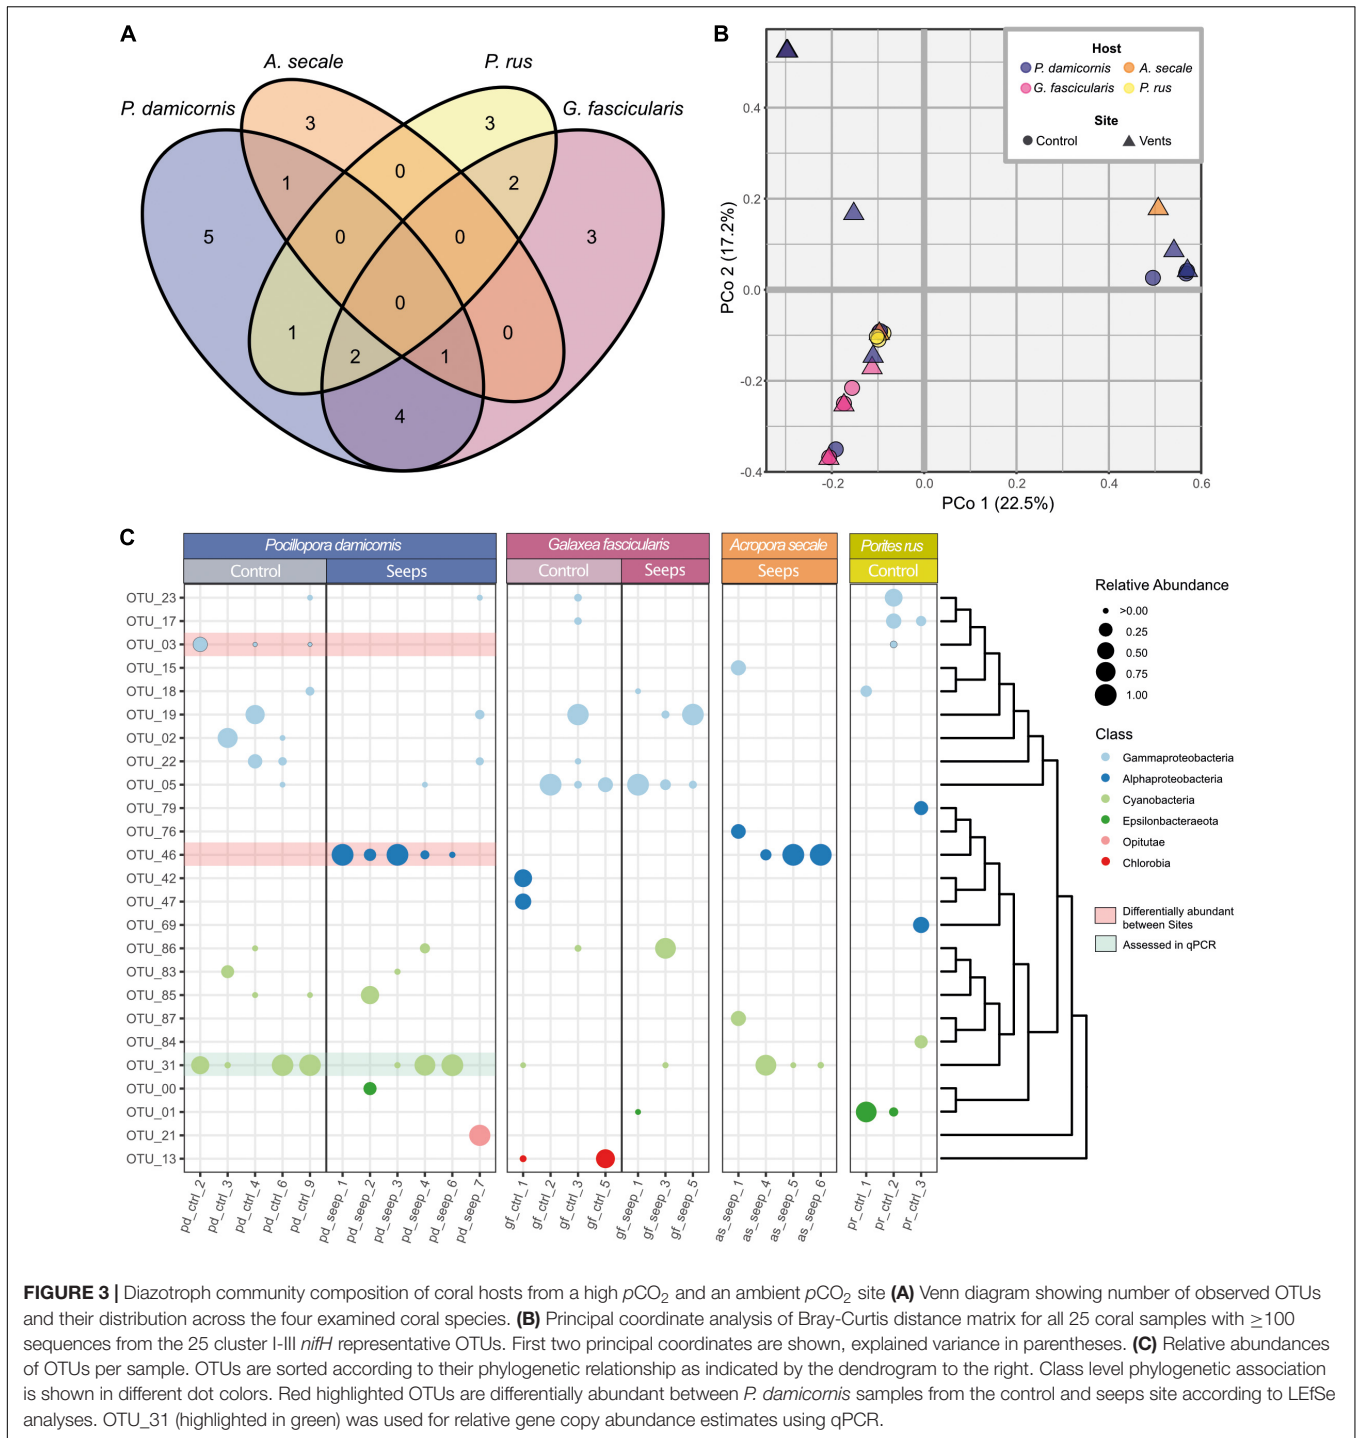 A
A. secale
P. rus
P. damicornis
G. fascicularis
3
3
0
1
2
5
0
0
3
0
1
0
2
1
4
B
Host
P. damicornis
A. secale
G. fascicularis
P. rus
Site
Control
Vents
PCo 2 (17.2%)
0.4
0.2
0.0
-0.2
-0.4
-0.2
0.0
0.2
0.4
0.6
PCo 1 (22.5%)
C
Pocillopora damicornis
Galaxea fascicularis
Acropora secale
Porites rus
Control
Seeps
Control
Seeps
Seeps
Control
OTU_23
OTU_17
OTU_03
OTU_15
OTU_18
OTU_19
OTU_02
OTU_22
OTU_05
OTU_79
OTU_76
OTU_46
OTU_42
OTU_47
OTU_69
OTU_86
OTU_83
OTU_85
OTU_87
OTU_84
OTU_31
OTU_00
OTU_01
OTU_21
OTU_13
pd_ctrl_2
pd_ctrl_3
pd_ctrl_4
pd_ctrl_6
pd_ctrl_9
pd_seep_1
pd_seep_2
pd_seep_3
pd_seep_4
pd_seep_6
pd_seep_7
gf_ctrl_1
gf_ctrl_2
gf_ctrl_3
gf_ctrl_5
gf_seep_1
gf_seep_3
gf_seep_5
as_seep_1
as_seep_4
as_seep_5
as_seep_6
pr_ctrl_1
pr_ctrl_2
pr_ctrl_3
Relative Abundance
>0.00
0.25
0.50
0.75
1.00
Class
Gammaproteobacteria
Alphaproteobacteria
Cyanobacteria
Epsilonbacteraeota
Opitutae
Chlorobia
Differentially abundant
between Sites
Assessed in qPCR
FIGURE 3 | Diazotroph community composition of coral hosts from a high pCO2 and an ambient pCO2 site (A) Venn diagram showing number of observed OTUs
and their distribution across the four examined coral species. (B) Principal coordinate analysis of Bray-Curtis distance matrix for all 25 coral samples with ≥100
sequences from the 25 cluster I-III nifH representative OTUs. First two principal coordinates are shown, explained variance in parentheses. (C) Relative abundances
of OTUs per sample. OTUs are sorted according to their phylogenetic relationship as indicated by the dendrogram to the right. Class level phylogenetic association
is shown in different dot colors. Red highlighted OTUs are differentially abundant between P. damicornis samples from the control and seeps site according to LEfSe
analyses. OTU_31 (highlighted in green) was used for relative gene copy abundance estimates using qPCR.